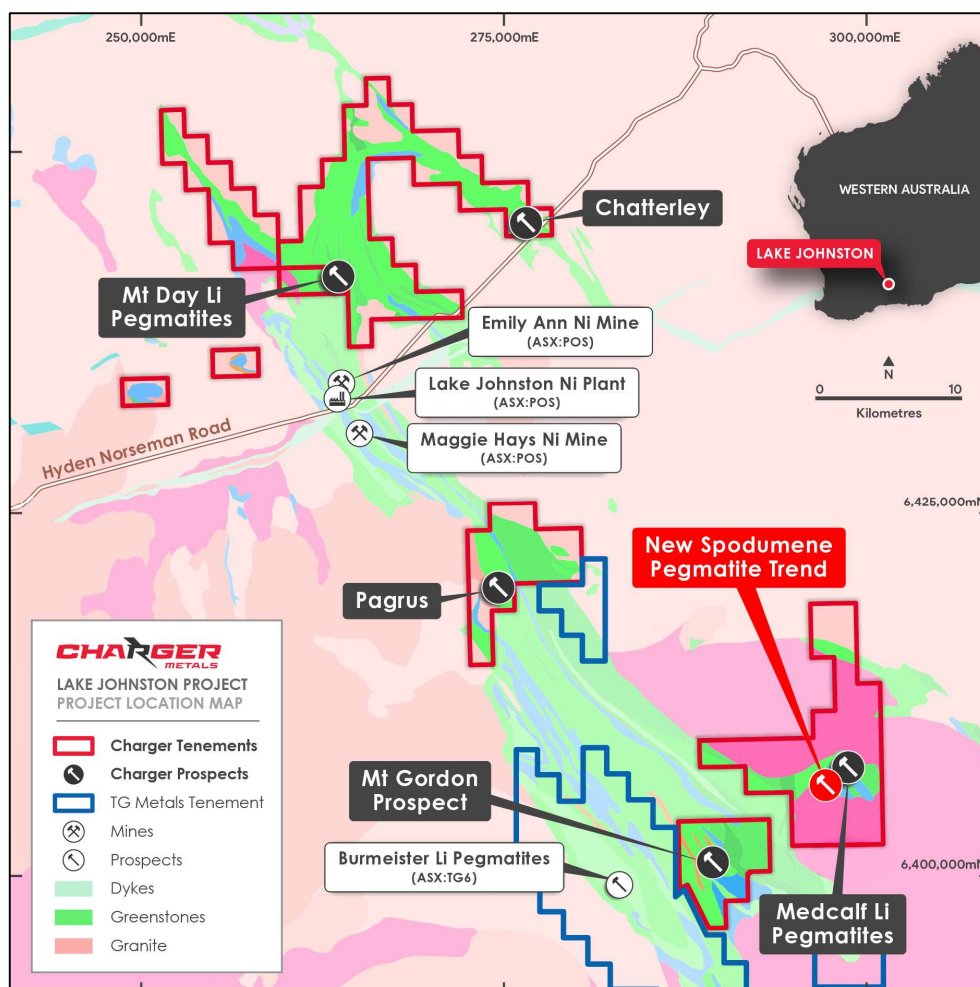 250,000mE
275,000mE
300,000mE
WESTERN AUSTRALIA
LAKE JOHNSTON
Chatterley
Mt Day Li
Pegmatites
Emily Ann Ni Mine
(ASX:POS)
Lake Johnston Ni Plant
(ASX:POS)
Maggie Hays Ni Mine
(ASX:POS)
N
0
10
Kilometres
Hyden Norseman Road
6,425,000mN
New Spodumene
Pegmatite Trend
Pagrus
CHARGER
METALS
LAKE JOHNSTON PROJECT
PROJECT LOCATION MAP
Charger Tenements
Charger Prospects
TG Metals Tenement
Mines
Prospects
Dykes
Greenstones
Granite
Mt Gordon
Prospect
Burmeister Li Pegmatites
(ASX:TG6)
6,400,000mN
Medcalf Li
Pegmatites